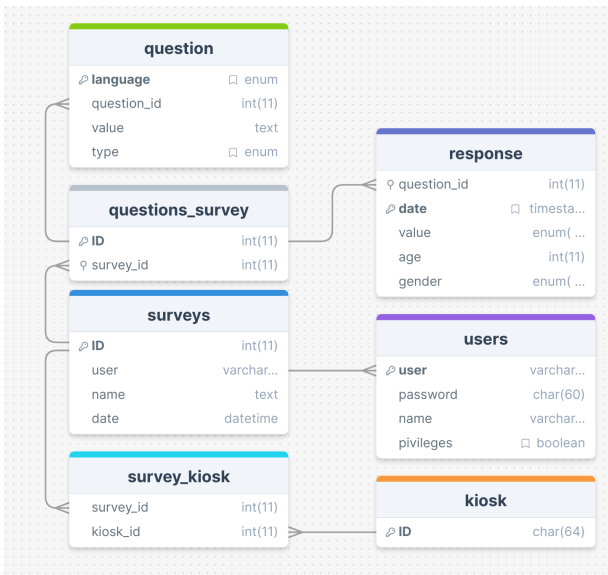 question
language enum
question_id int(11)
value text
type enum
questions_survey
ID int(11)
survey_id int(11)
surveys
ID int(11)
user varchar...
name text
date datetime
survey_kiosk
survey_id int(11)
kiosk_id int(11)
response
question_id int(11)
date timesta...
value enum( ...
age int(11)
gender enum( ...
users
user varchar...
password char(60)
name varchar...
pivileges boolean
kiosk
ID char(64)